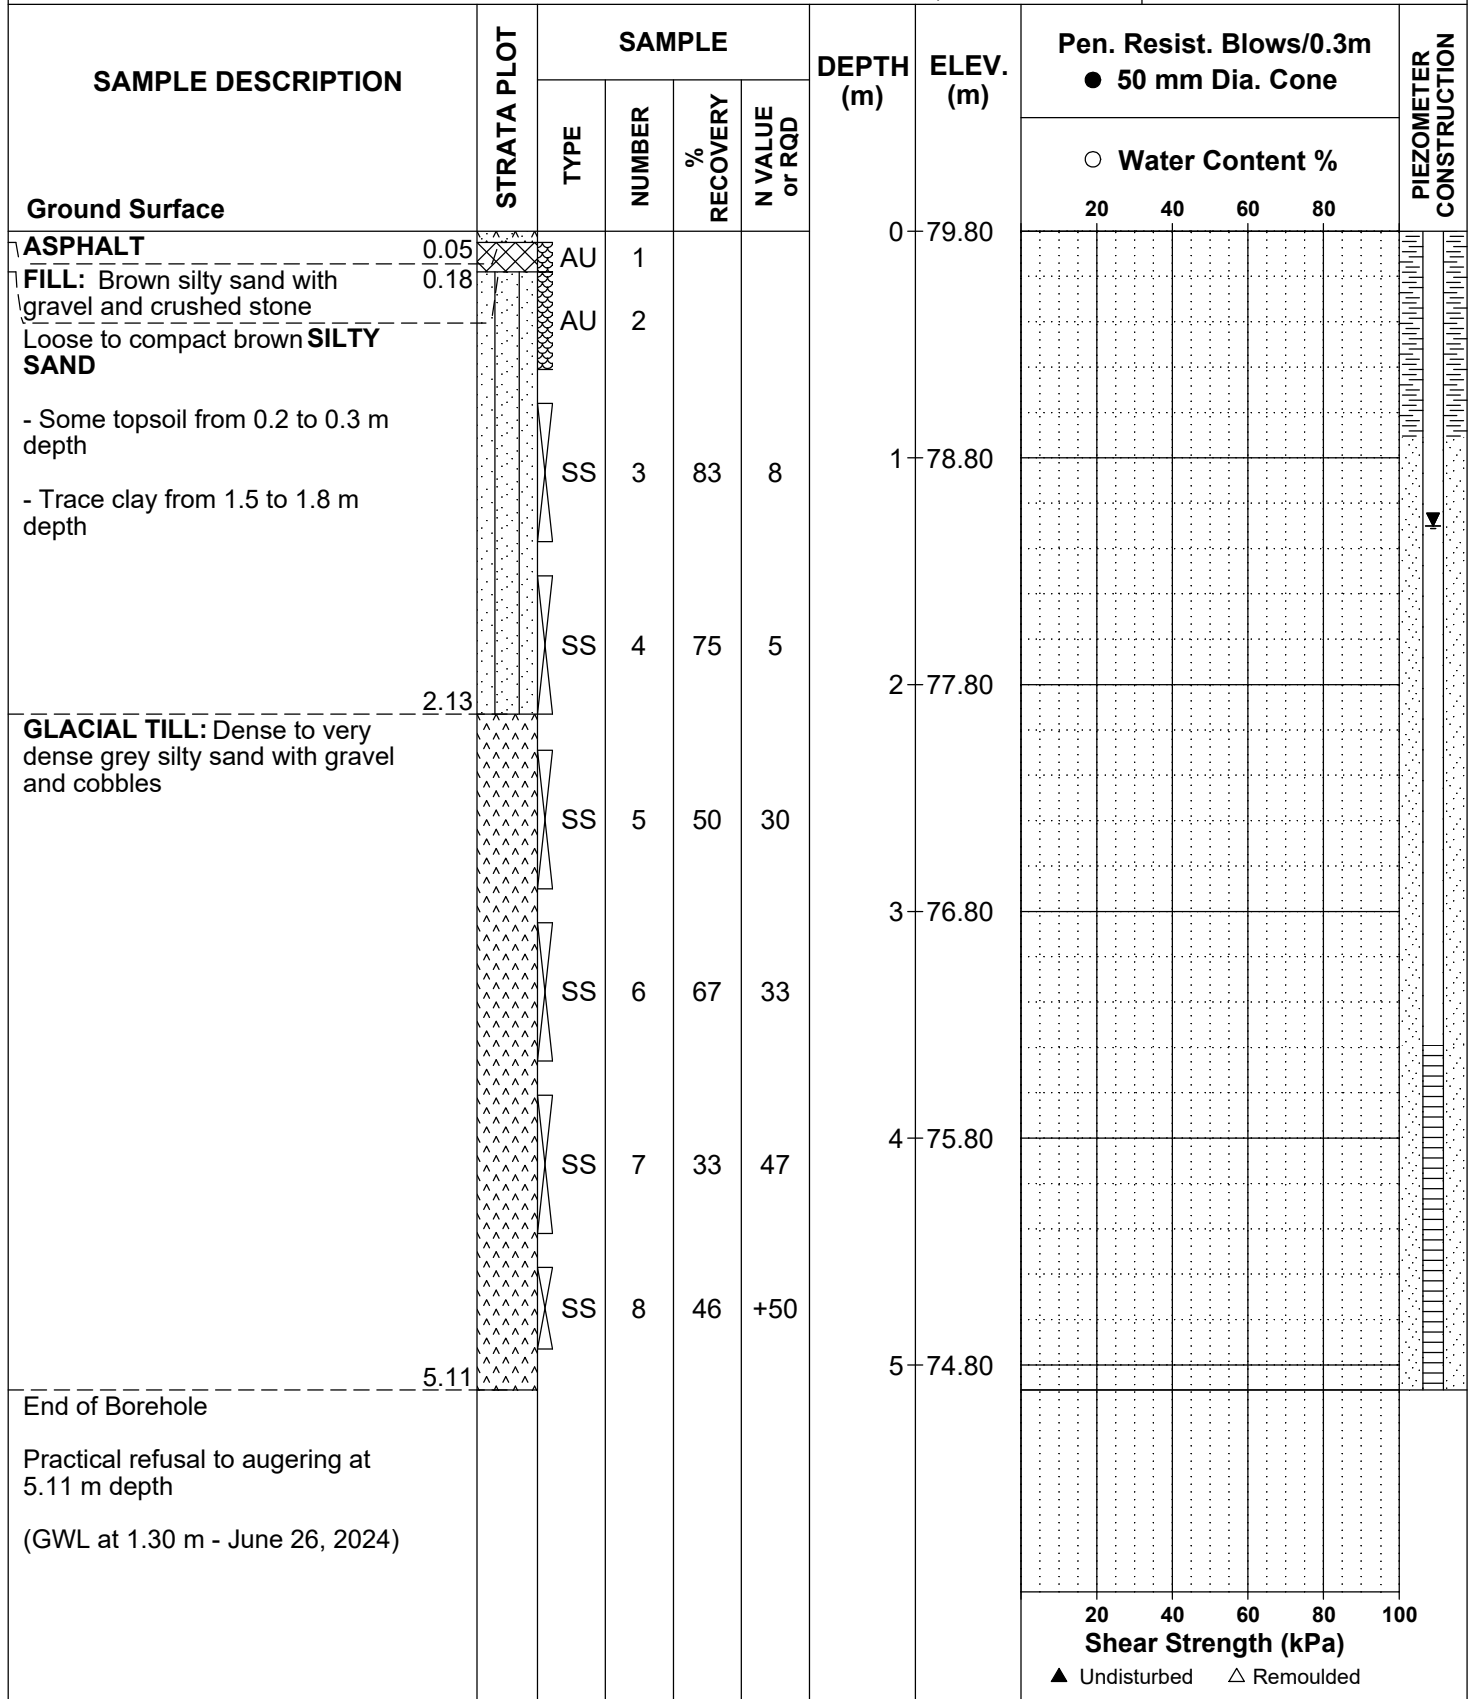 SAMPLE DESCRIPTION
STRATA PLOT
SAMPLE
TYPE
NUMBER
%
RECOVERY
N VALUE
or RQD
DEPTH
(m)
ELEV.
(m)
Pen. Resist. Blows/0.3m
● 50 mm Dia. Cone
○ Water Content %
20 40 60 80
PIEZOMETER
CONSTRUCTION
Ground Surface
0 79.80
ASPHALT 0.05
AU 1
FILL: Brown silty sand with 0.18
gravel and crushed stone
AU 2
Loose to compact brown SILTY
SAND
- Some topsoil from 0.2 to 0.3 m
depth
1 78.80
SS 3 83 8
- Trace clay from 1.5 to 1.8 m
depth
SS 4 75 5
2 77.80
2.13
GLACIAL TILL: Dense to very
dense grey silty sand with gravel
and cobbles
SS 5 50 30
3 76.80
SS 6 67 33
4 75.80
SS 7 33 47
SS 8 46 +50
5 74.80
5.11
End of Borehole
Practical refusal to augering at
5.11 m depth
(GWL at 1.30 m - June 26, 2024)
20 40 60 80 100
Shear Strength (kPa)
▲ Undisturbed △ Remoulded